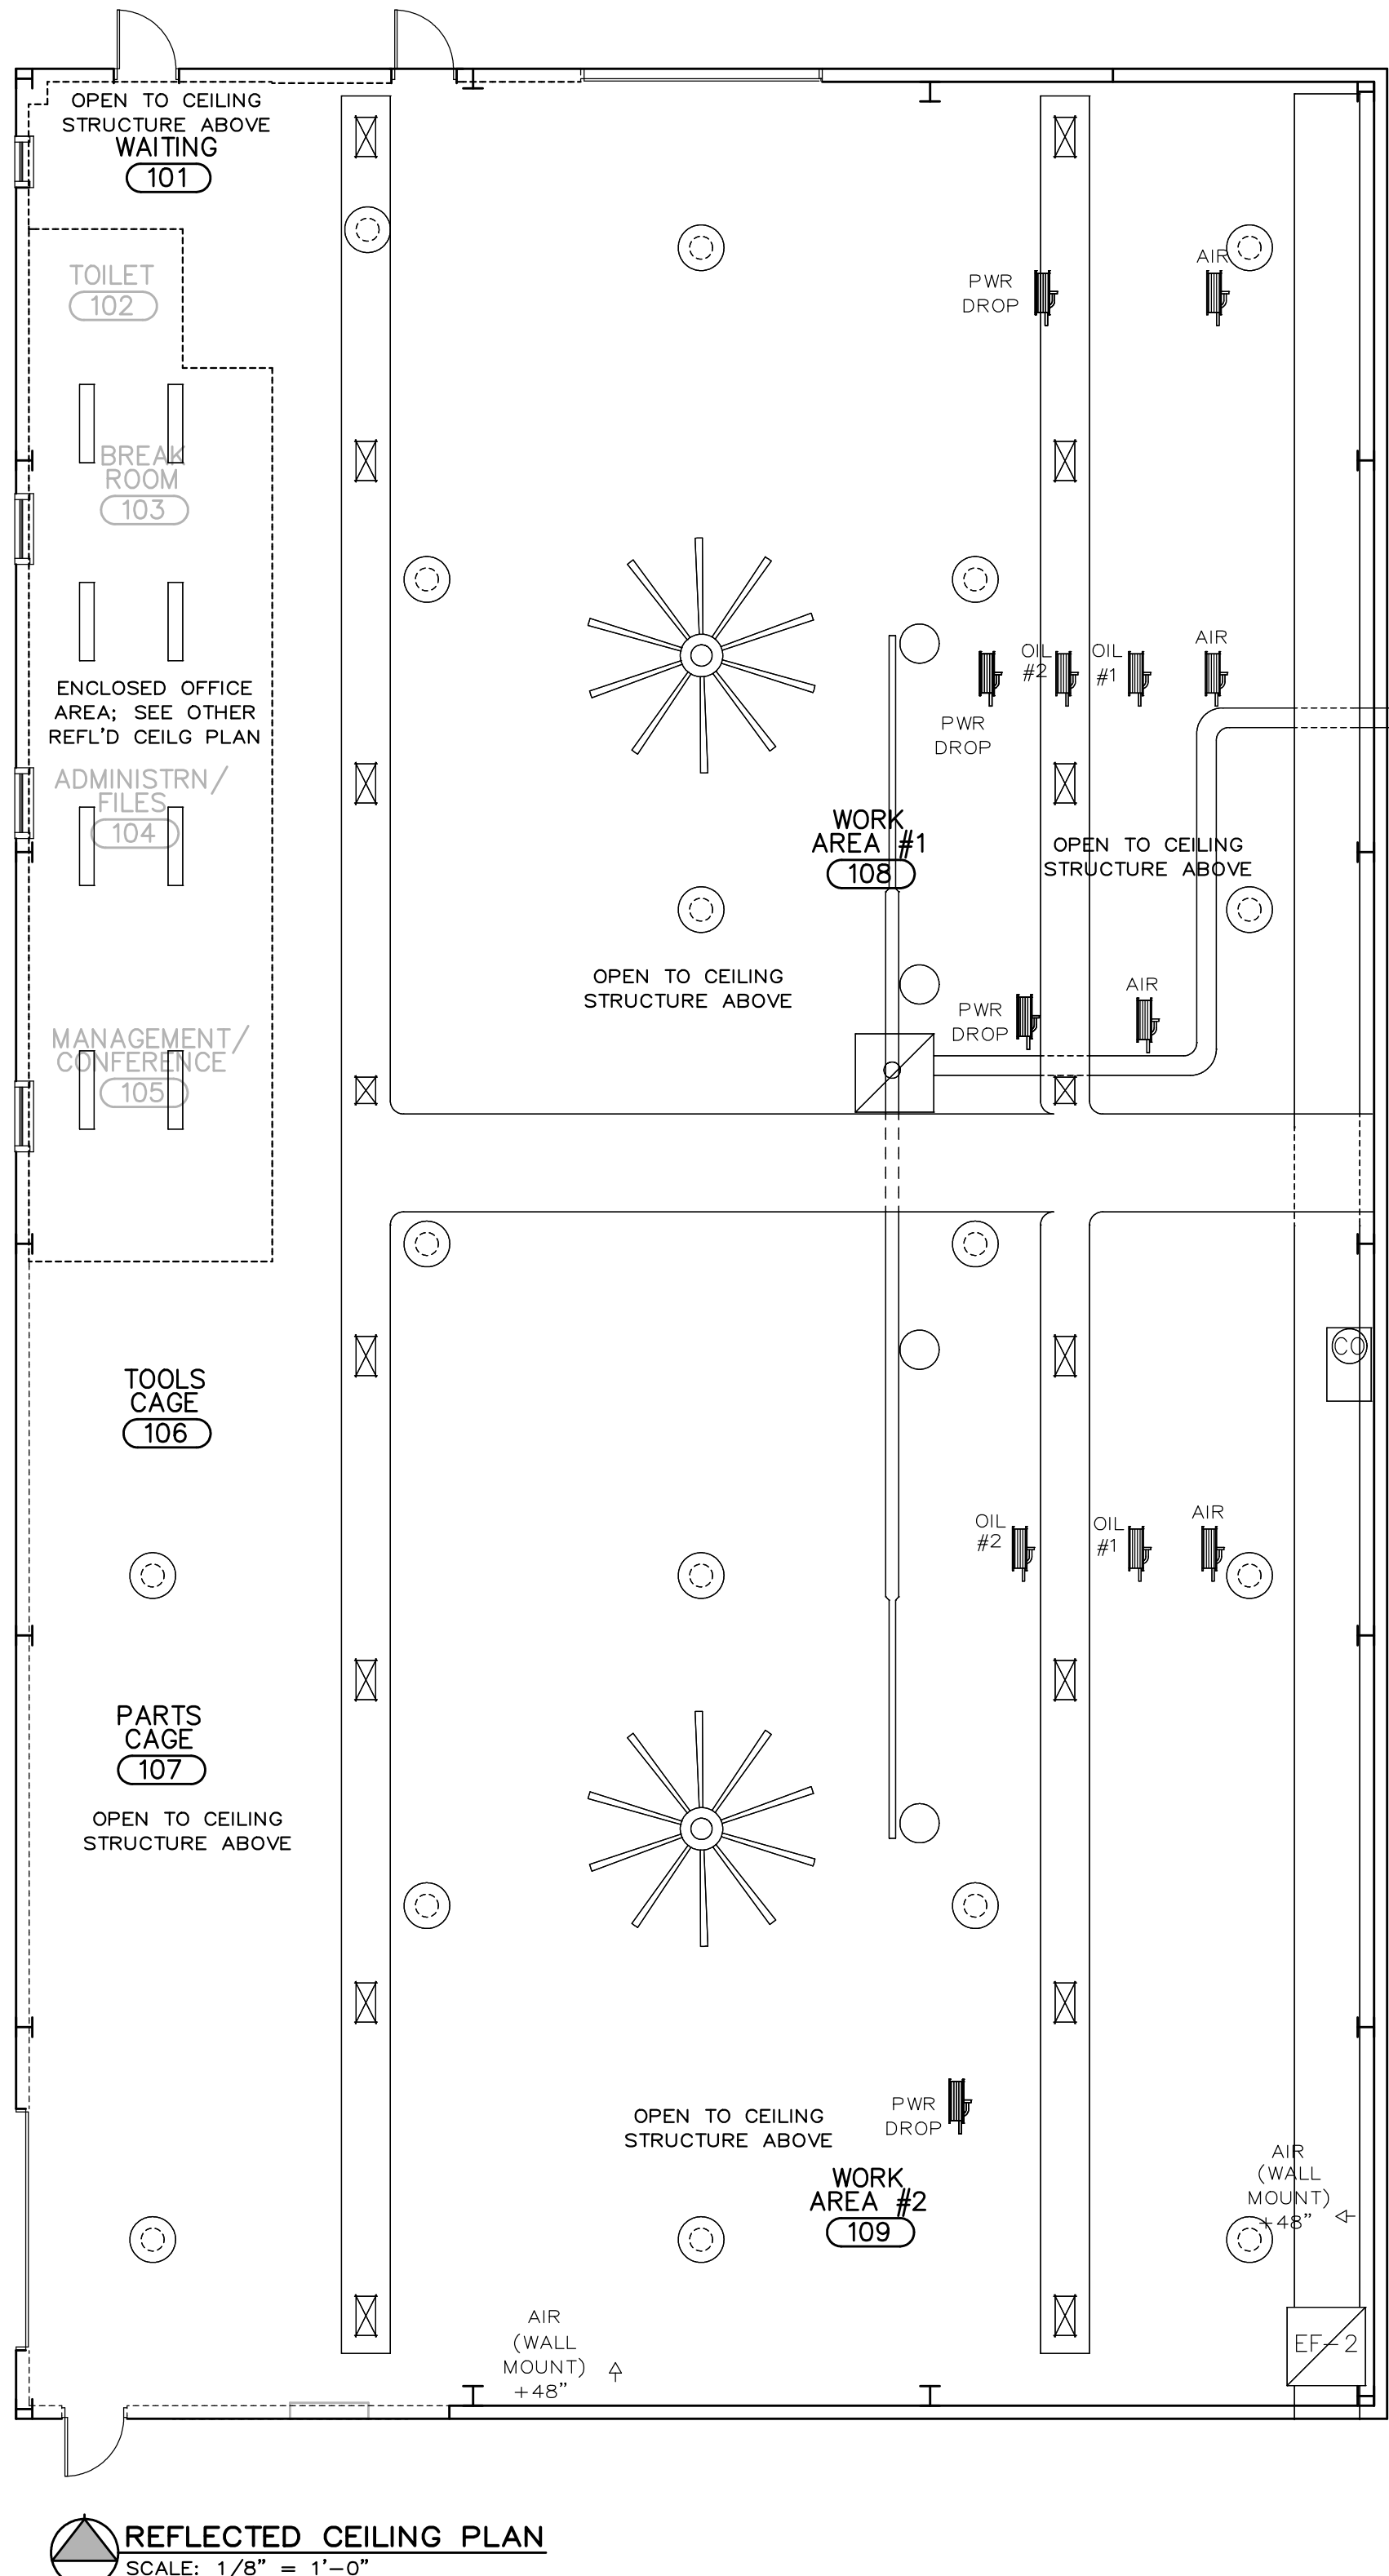 OPEN TO CEILING
STRUCTURE ABOVE
WAITING
101
TOILET
102
AIR
PWR
DROP
BREAK
ROOM
103
ENCLOSED OFFICE
AREA; SEE OTHER
REFL'D CEILG PLAN
OIL
#2
OIL
#1
AIR
PWR
DROP
ADMINISTRN/
FILES
104
WORK
AREA #1
108
OPEN TO CEILING
STRUCTURE ABOVE
OPEN TO CEILING
STRUCTURE ABOVE
AIR
PWR
DROP
MANAGEMENT/
CONFERENCE
105
CO
TOOLS
CAGE
106
OIL
#2
OIL
#1
AIR
PARTS
CAGE
107
OPEN TO CEILING
STRUCTURE ABOVE
PWR
DROP
OPEN TO CEILING
STRUCTURE ABOVE
WORK
AREA #2
109
AIR
(WALL
MOUNT)
+48"
AIR
(WALL
MOUNT)
+48"
EF-2
REFLECTED CEILING PLAN
SCALE: 1/8" = 1'-0"